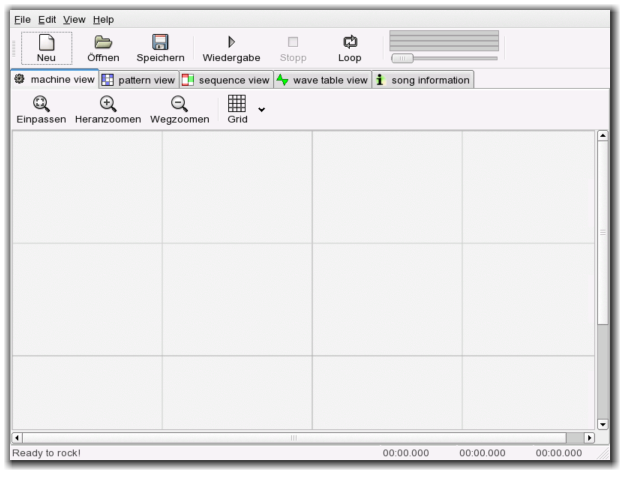 File Edit View Help
Neu Öffnen Speichern Wiedergabe Stopp Loop
machine view pattern view sequence view wave table view song information
Einpassen Heranzoomen Wegzoomen Grid
Ready to rock! 00:00.000 00:00.000 00:00.000